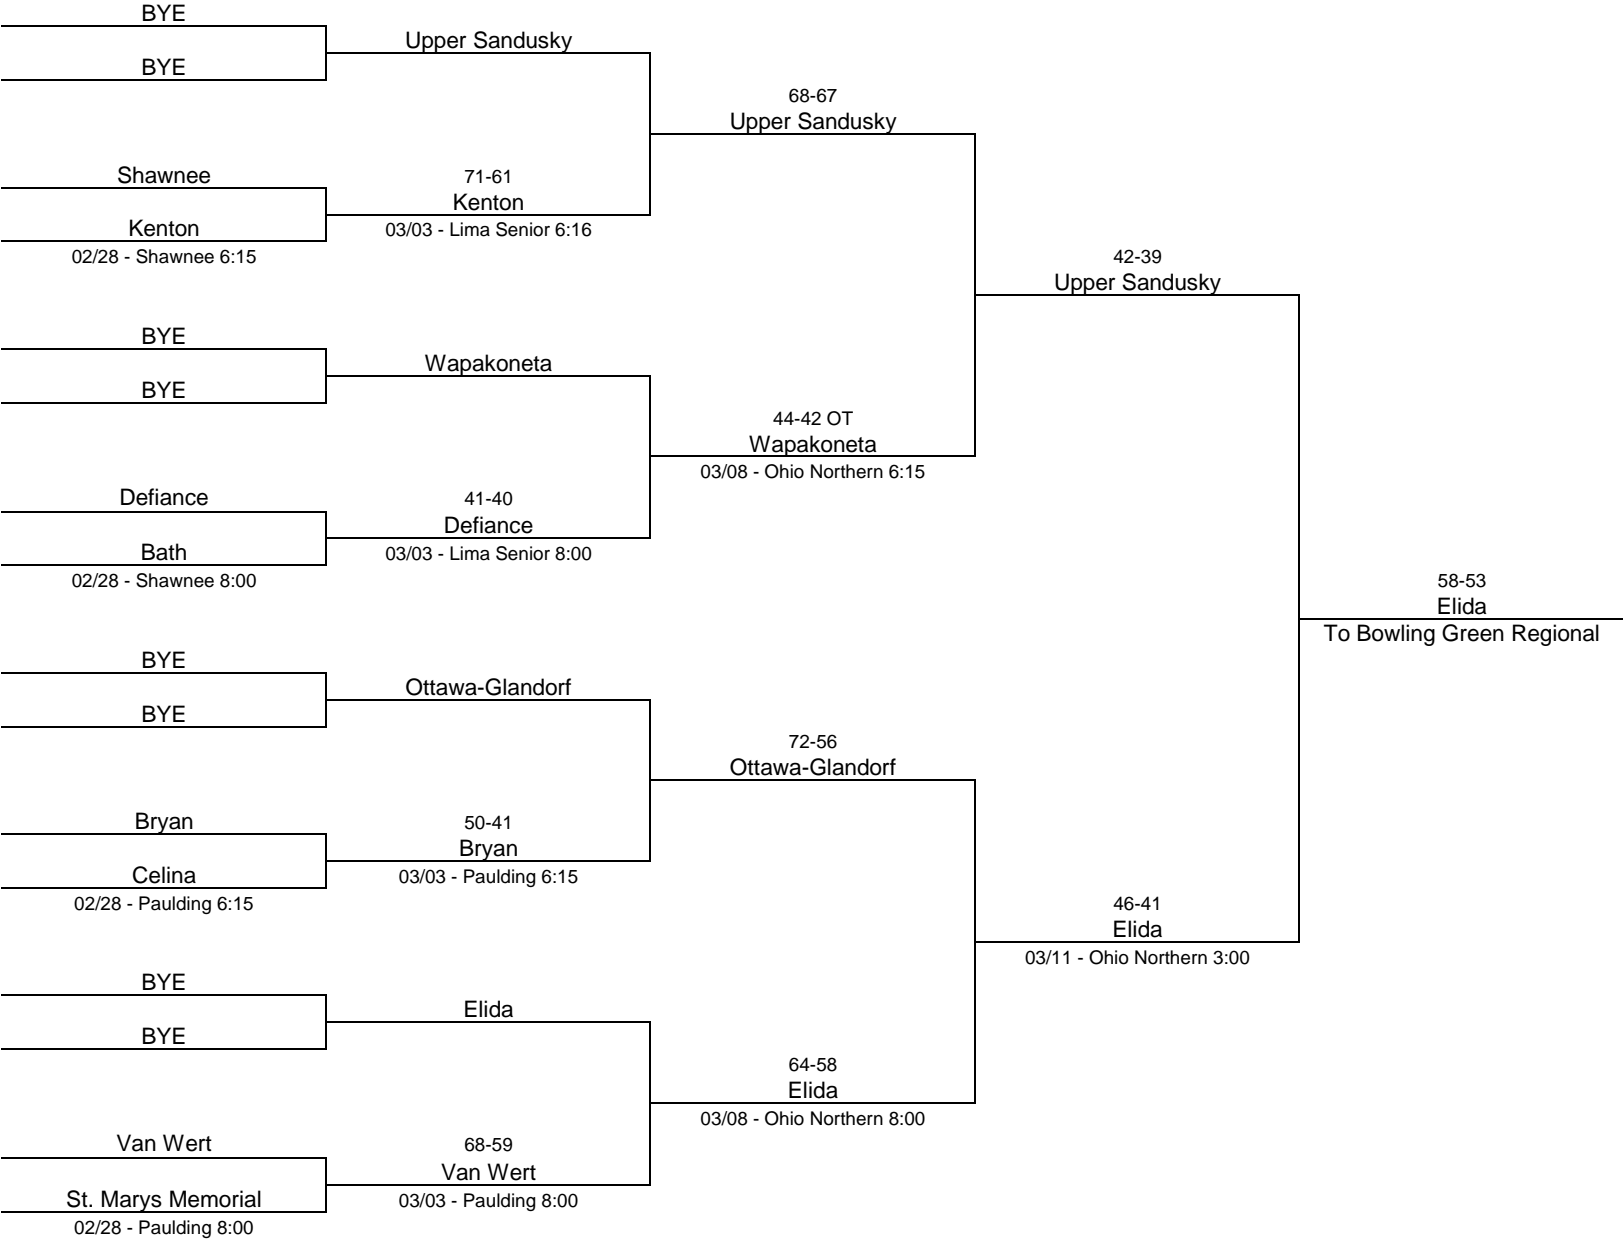 BYE
Upper Sandusky
BYE
68-67
Upper Sandusky
Shawnee
71-61
Kenton
Kenton
03/03 - Lima Senior 6:16
02/28 - Shawnee 6:15
42-39
Upper Sandusky
BYE
Wapakoneta
BYE
44-42 OT
Wapakoneta
03/08 - Ohio Northern 6:15
Defiance
41-40
Defiance
Bath
03/03 - Lima Senior 8:00
02/28 - Shawnee 8:00
58-53
Elida
To Bowling Green Regional
BYE
Ottawa-Glandorf
BYE
72-56
Ottawa-Glandorf
Bryan
50-41
Bryan
Celina
03/03 - Paulding 6:15
02/28 - Paulding 6:15
46-41
Elida
03/11 - Ohio Northern 3:00
BYE
Elida
BYE
64-58
Elida
03/08 - Ohio Northern 8:00
Van Wert
68-59
Van Wert
St. Marys Memorial
03/03 - Paulding 8:00
02/28 - Paulding 8:00